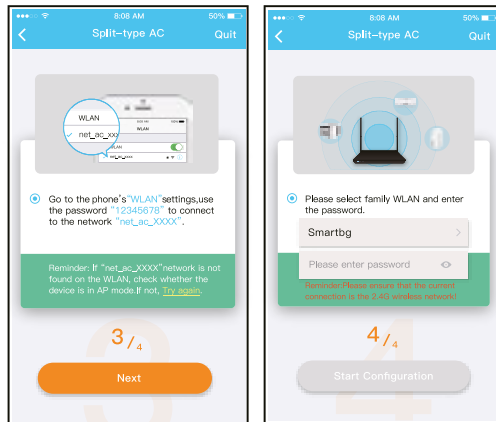 8:08 AM
50%
Split-type AC
Quit
WLAN
net_ac_xxx
WLAN
Go to the phone's"WLAN"settings,use
the password "12345678" to connect
to the network "net_ac_XXXX".
Reminder: If "net_ac_XXXX"network is not
found on the WLAN, check whether the
device is in AP mode.If not, Try again.
3/4
Next
8:08 AM
50%
Split-type AC
Quit
Please select family WLAN and enter
the password.
Smartbg
Please enter password
Reminder:Please ensure that the current
connection is the 2.4G wireless network!
4/4
Start Configuration